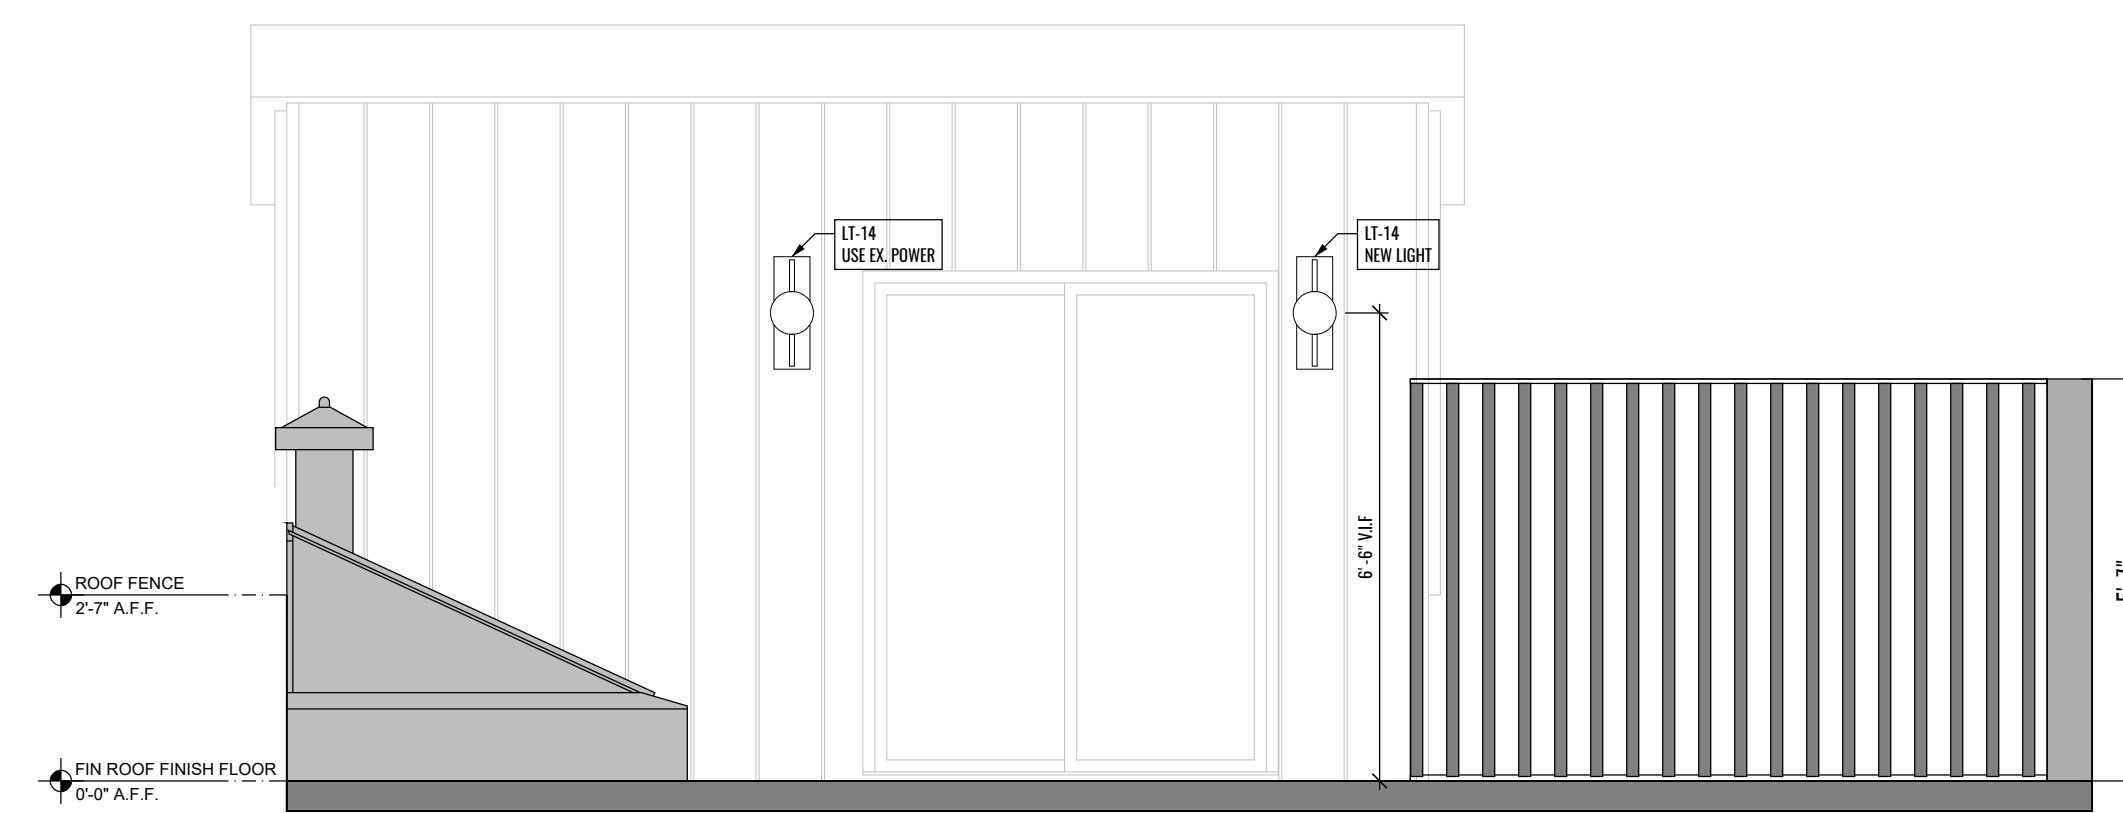 LT-14
USE EX. POWER
LT-14
NEW LIGHT
6'-6" V.I.F
ROOF FENCE
2'-7" A.F.F.
FIN ROOF FINISH FLOOR
0'-0" A.F.F.